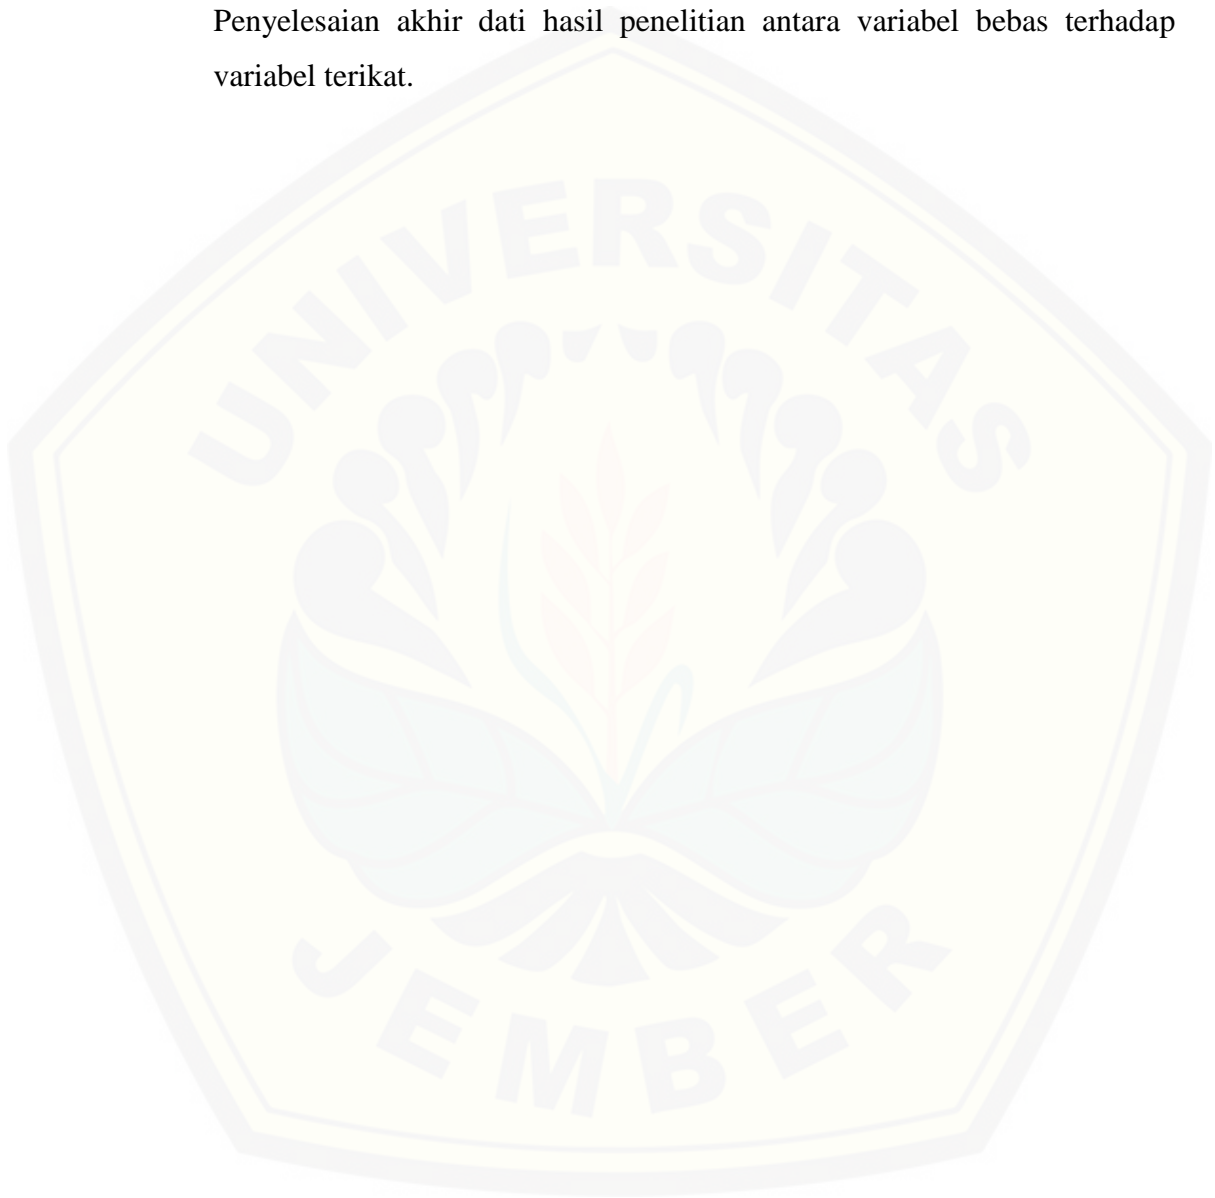 Penyelesaian akhir dati hasil penelitian antara variabel bebas terhadap
variabel terikat.
UNIVERSITAS
JEMBER